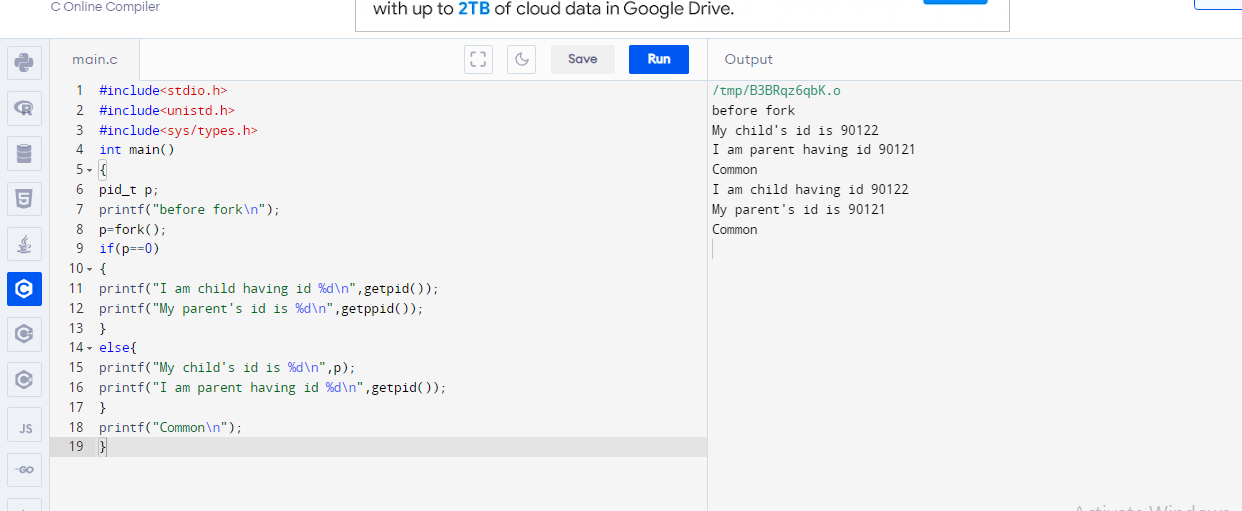 C Online Compiler
with up to 2TB of cloud data in Google Drive.
main.c
Save
Run
Output
1 #include<stdio.h>
2 #include<unistd.h>
3 #include<sys/types.h>
4 int main()
5 {
6 pid_t p;
7 printf("before fork\n");
8 p=fork();
9 if(p==0)
10 {
11 printf("I am child having id %d\n",getpid());
12 printf("My parent's id is %d\n",getppid());
13 }
14 else{
15 printf("My child's id is %d\n",p);
16 printf("I am parent having id %d\n",getpid());
17 }
18 printf("Common\n");
19 }
/tmp/B3BRqz6qbK.o
before fork
My child's id is 90122
I am parent having id 90121
Common
I am child having id 90122
My parent's id is 90121
Common
R
5
C
C
C
JS
GO
Activate Windows